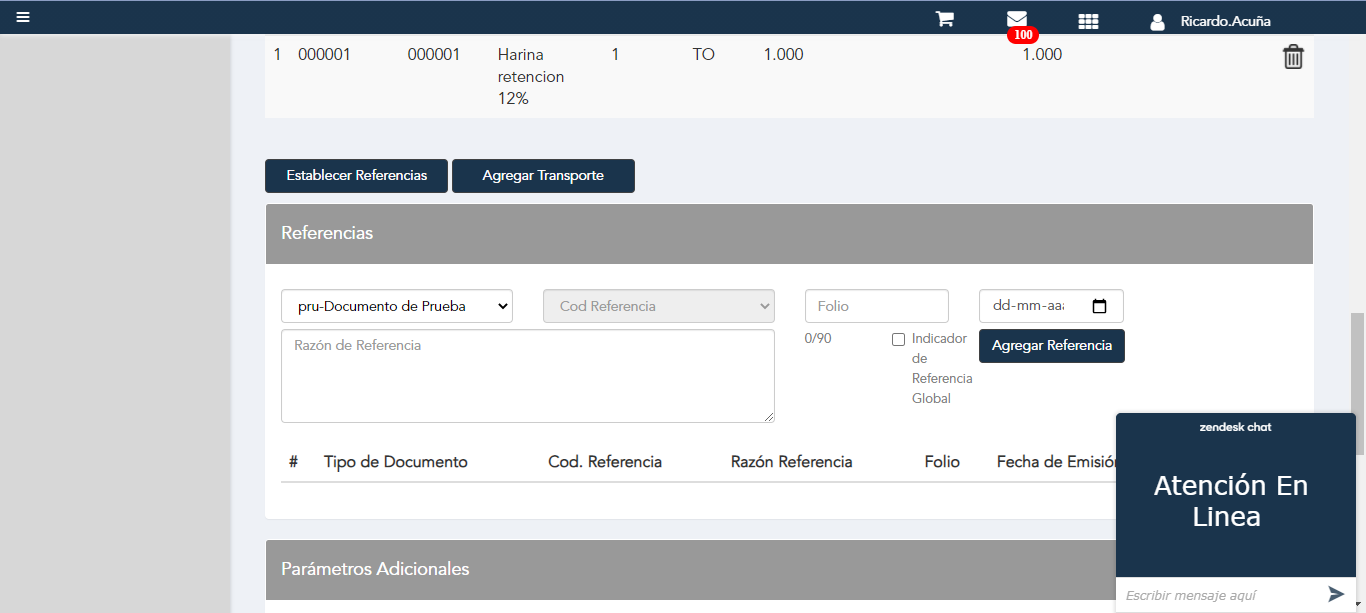 100
Ricardo.Acuña
1 000001 000001 Harina 1 TO 1.000 1.000
retencion
12%
Establecer Referencias Agregar Transporte
Referencias
pru-Documento de Prueba Cod Referencia Folio dd-mm-aaa
Razón de Referencia 0/90 Indicador Agregar Referencia
de
Referencia
Global
zendesk chat
# Tipo de Documento Cod. Referencia Razón Referencia Folio Fecha de Emisión
Atención En
Linea
Parámetros Adicionales
Escribir mensaje aquí